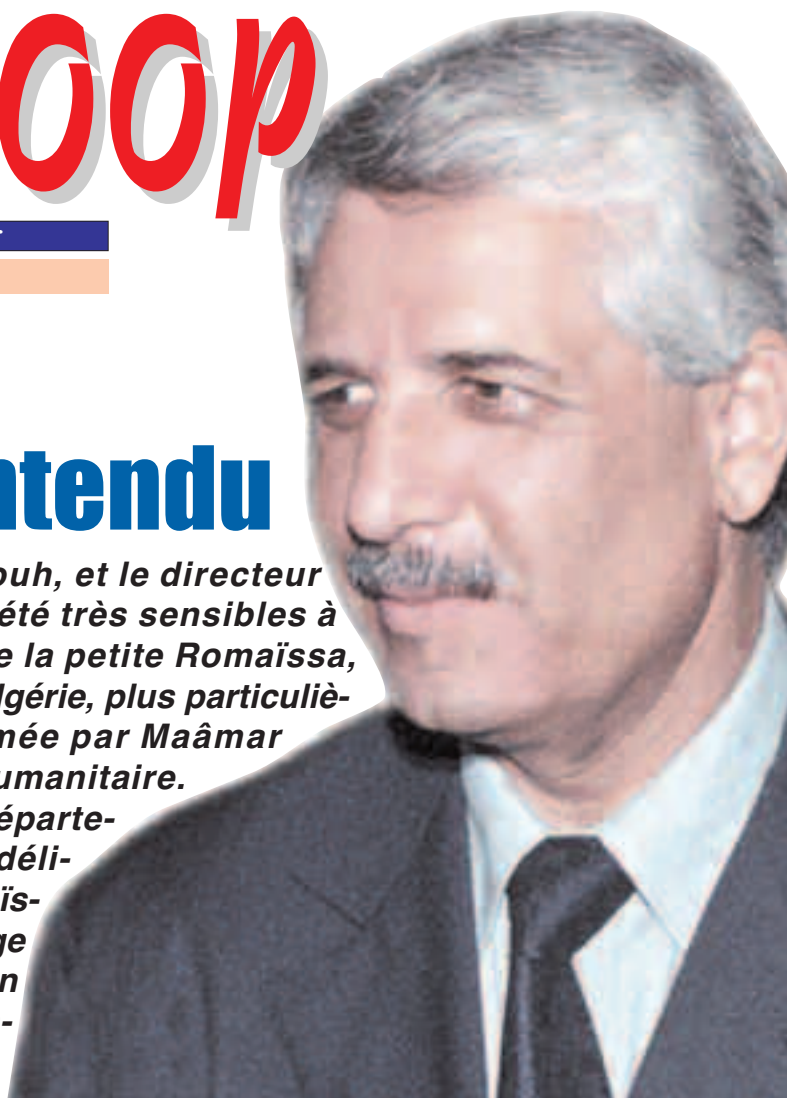 oop
ntendu
ouh, et le directeur
été très sensibles à
e la petite Romaïssa,
lgérie, plus particuliè-
mée par Maâmar
umanitaire.
éparte-
déli-
ïs-
ge
n
-